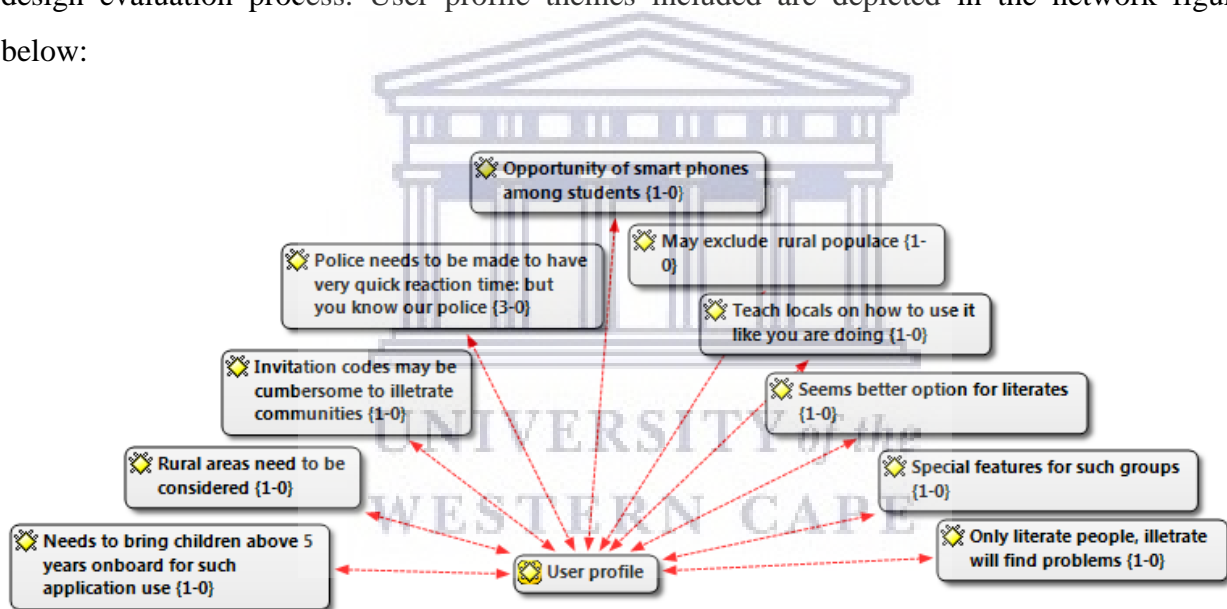 design evaluation process. User profile themes included are depicted in the network figure
below:
Opportunity of smart phones
among students {1-0}
May exclude rural populace {1-
0}
Police needs to be made to have
very quick reaction time: but
you know our police {3-0}
Teach locals on how to use it
like you are doing {1-0}
Invitation codes may be
cumbersome to illetrate
communities {1-0}
Seems better option for literates
{1-0}
Rural areas need to be
considered {1-0}
Special features for such groups
{1-0}
Needs to bring children above 5
years onboard for such
application use {1-0}
Only literate people, illetrate
will find problems {1-0}
User profile
UNIVERSITY of the
WESTERN CAPE